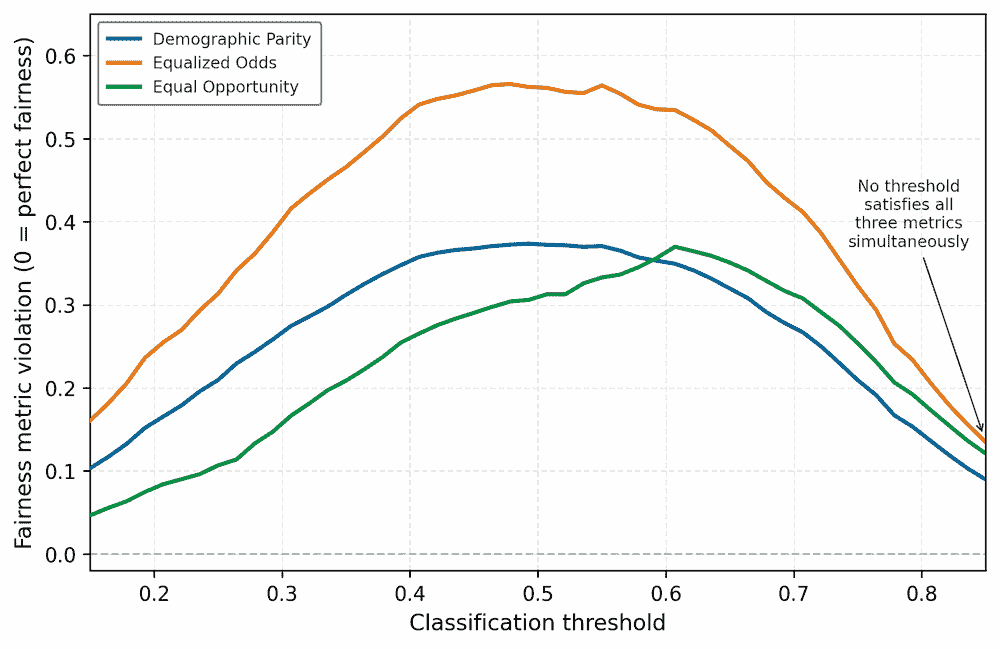 Demographic Parity
Equalized Odds
Equal Opportunity
No threshold
satisfies all
three metrics
simultaneously
Fairness metric violation (0 = perfect fairness)
0.6
0.5
0.4
0.3
0.2
0.1
0.0
0.2
0.3
0.4
0.5
0.6
0.7
0.8
Classification threshold